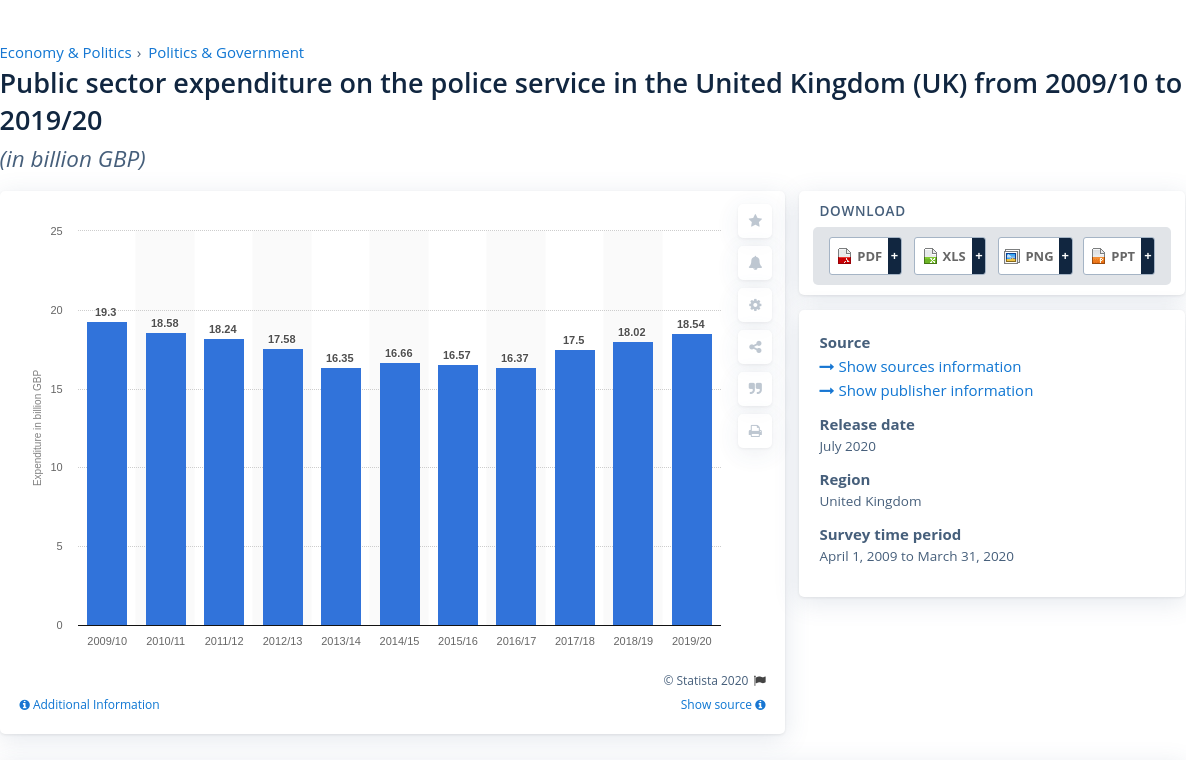 Economy & Politics › Politics & Government
Public sector expenditure on the police service in the United Kingdom (UK) from 2009/10 to
2019/20
(in billion GBP)
Expenditure in billion GBP
25
20
15
10
5
0
19.3
18.58
18.24
17.58
16.35
16.66
16.57
16.37
17.5
18.02
18.54
2009/10
2010/11
2011/12
2012/13
2013/14
2014/15
2015/16
2016/17
2017/18
2018/19
2019/20
© Statista 2020
Additional Information
Show source
DOWNLOAD
PDF + XLS + PNG + PPT +
Source
Show sources information
Show publisher information
Release date
July 2020
Region
United Kingdom
Survey time period
April 1, 2009 to March 31, 2020